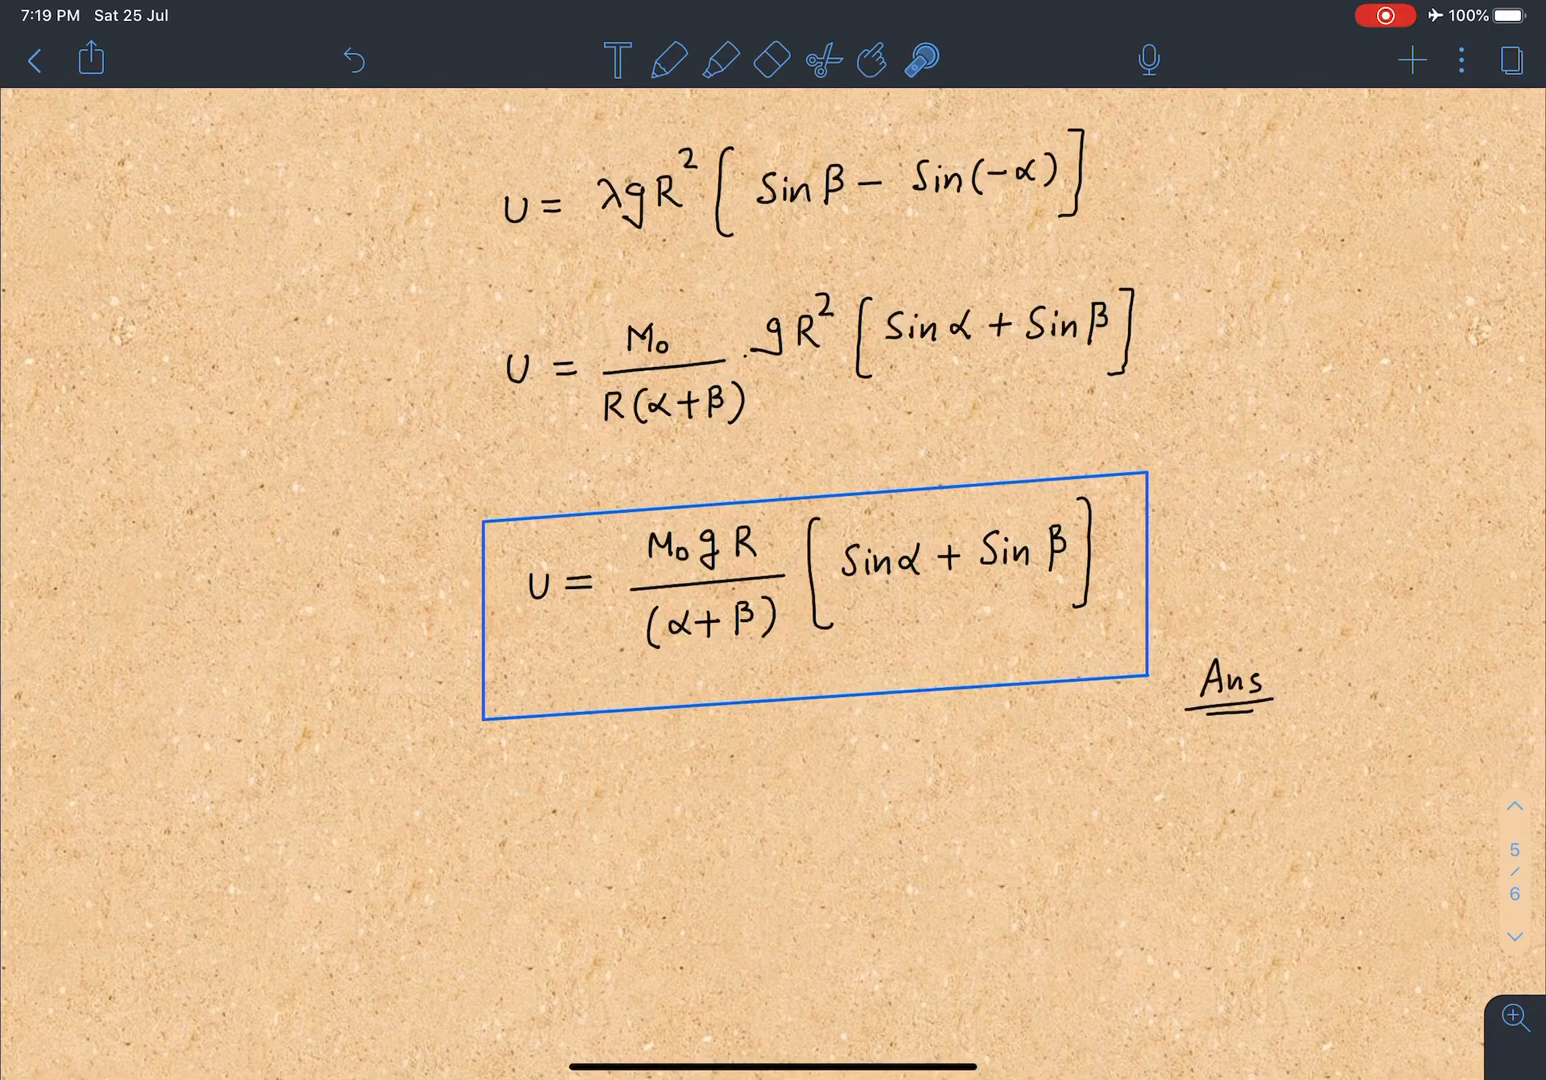 7:19 PM Sat 25 Jul 100%
T
U = λgR² [ Sin β − Sin(−α) ]
U = M₀ / R(α+β) · gR² [ Sin α + Sin β ]
U = M₀gR / (α+β) [ Sin α + Sin β ]
Ans
5
/
6